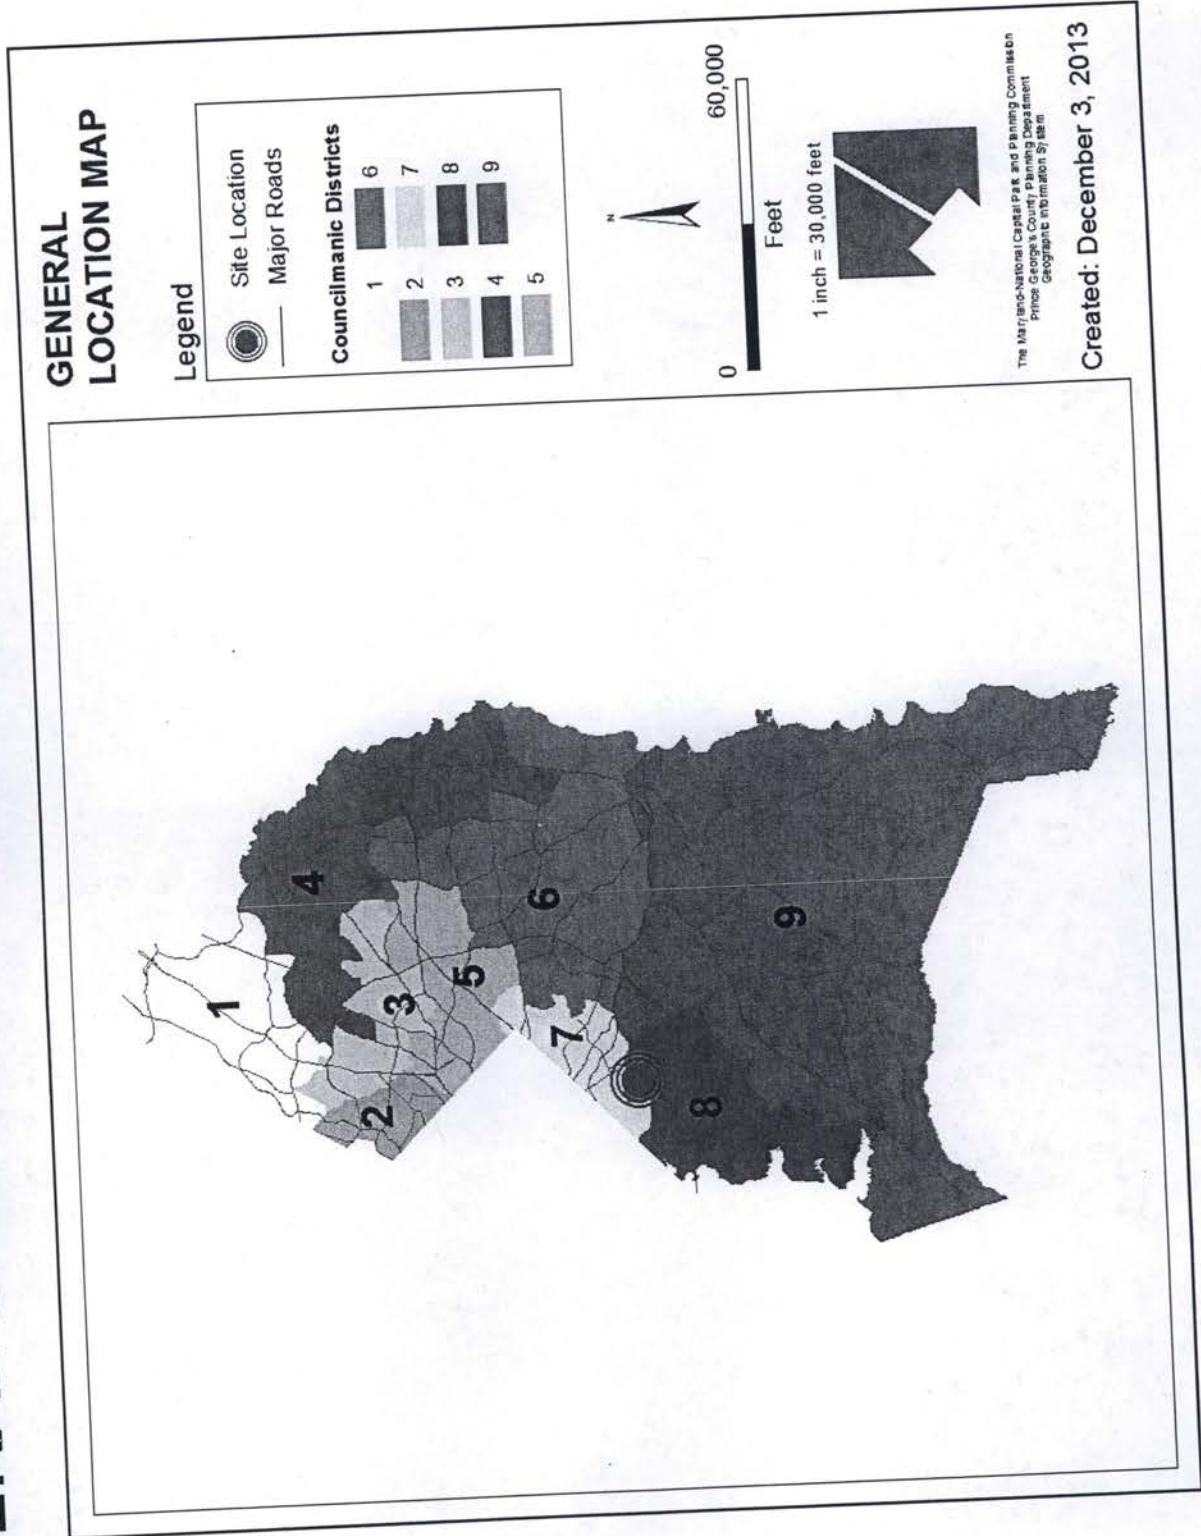 GENERAL
LOCATION MAP
Legend
Site Location
Major Roads
Councilmanic Districts
1
2
3
4
5
6
7
8
9
N
0
60,000
Feet
1 inch = 30,000 feet
The Maryland-National Capital Park and Planning Commission
Prince George's County Planning Department
Geographic Information System
Created: December 3, 2013
1
2
3
4
5
6
7
8
9